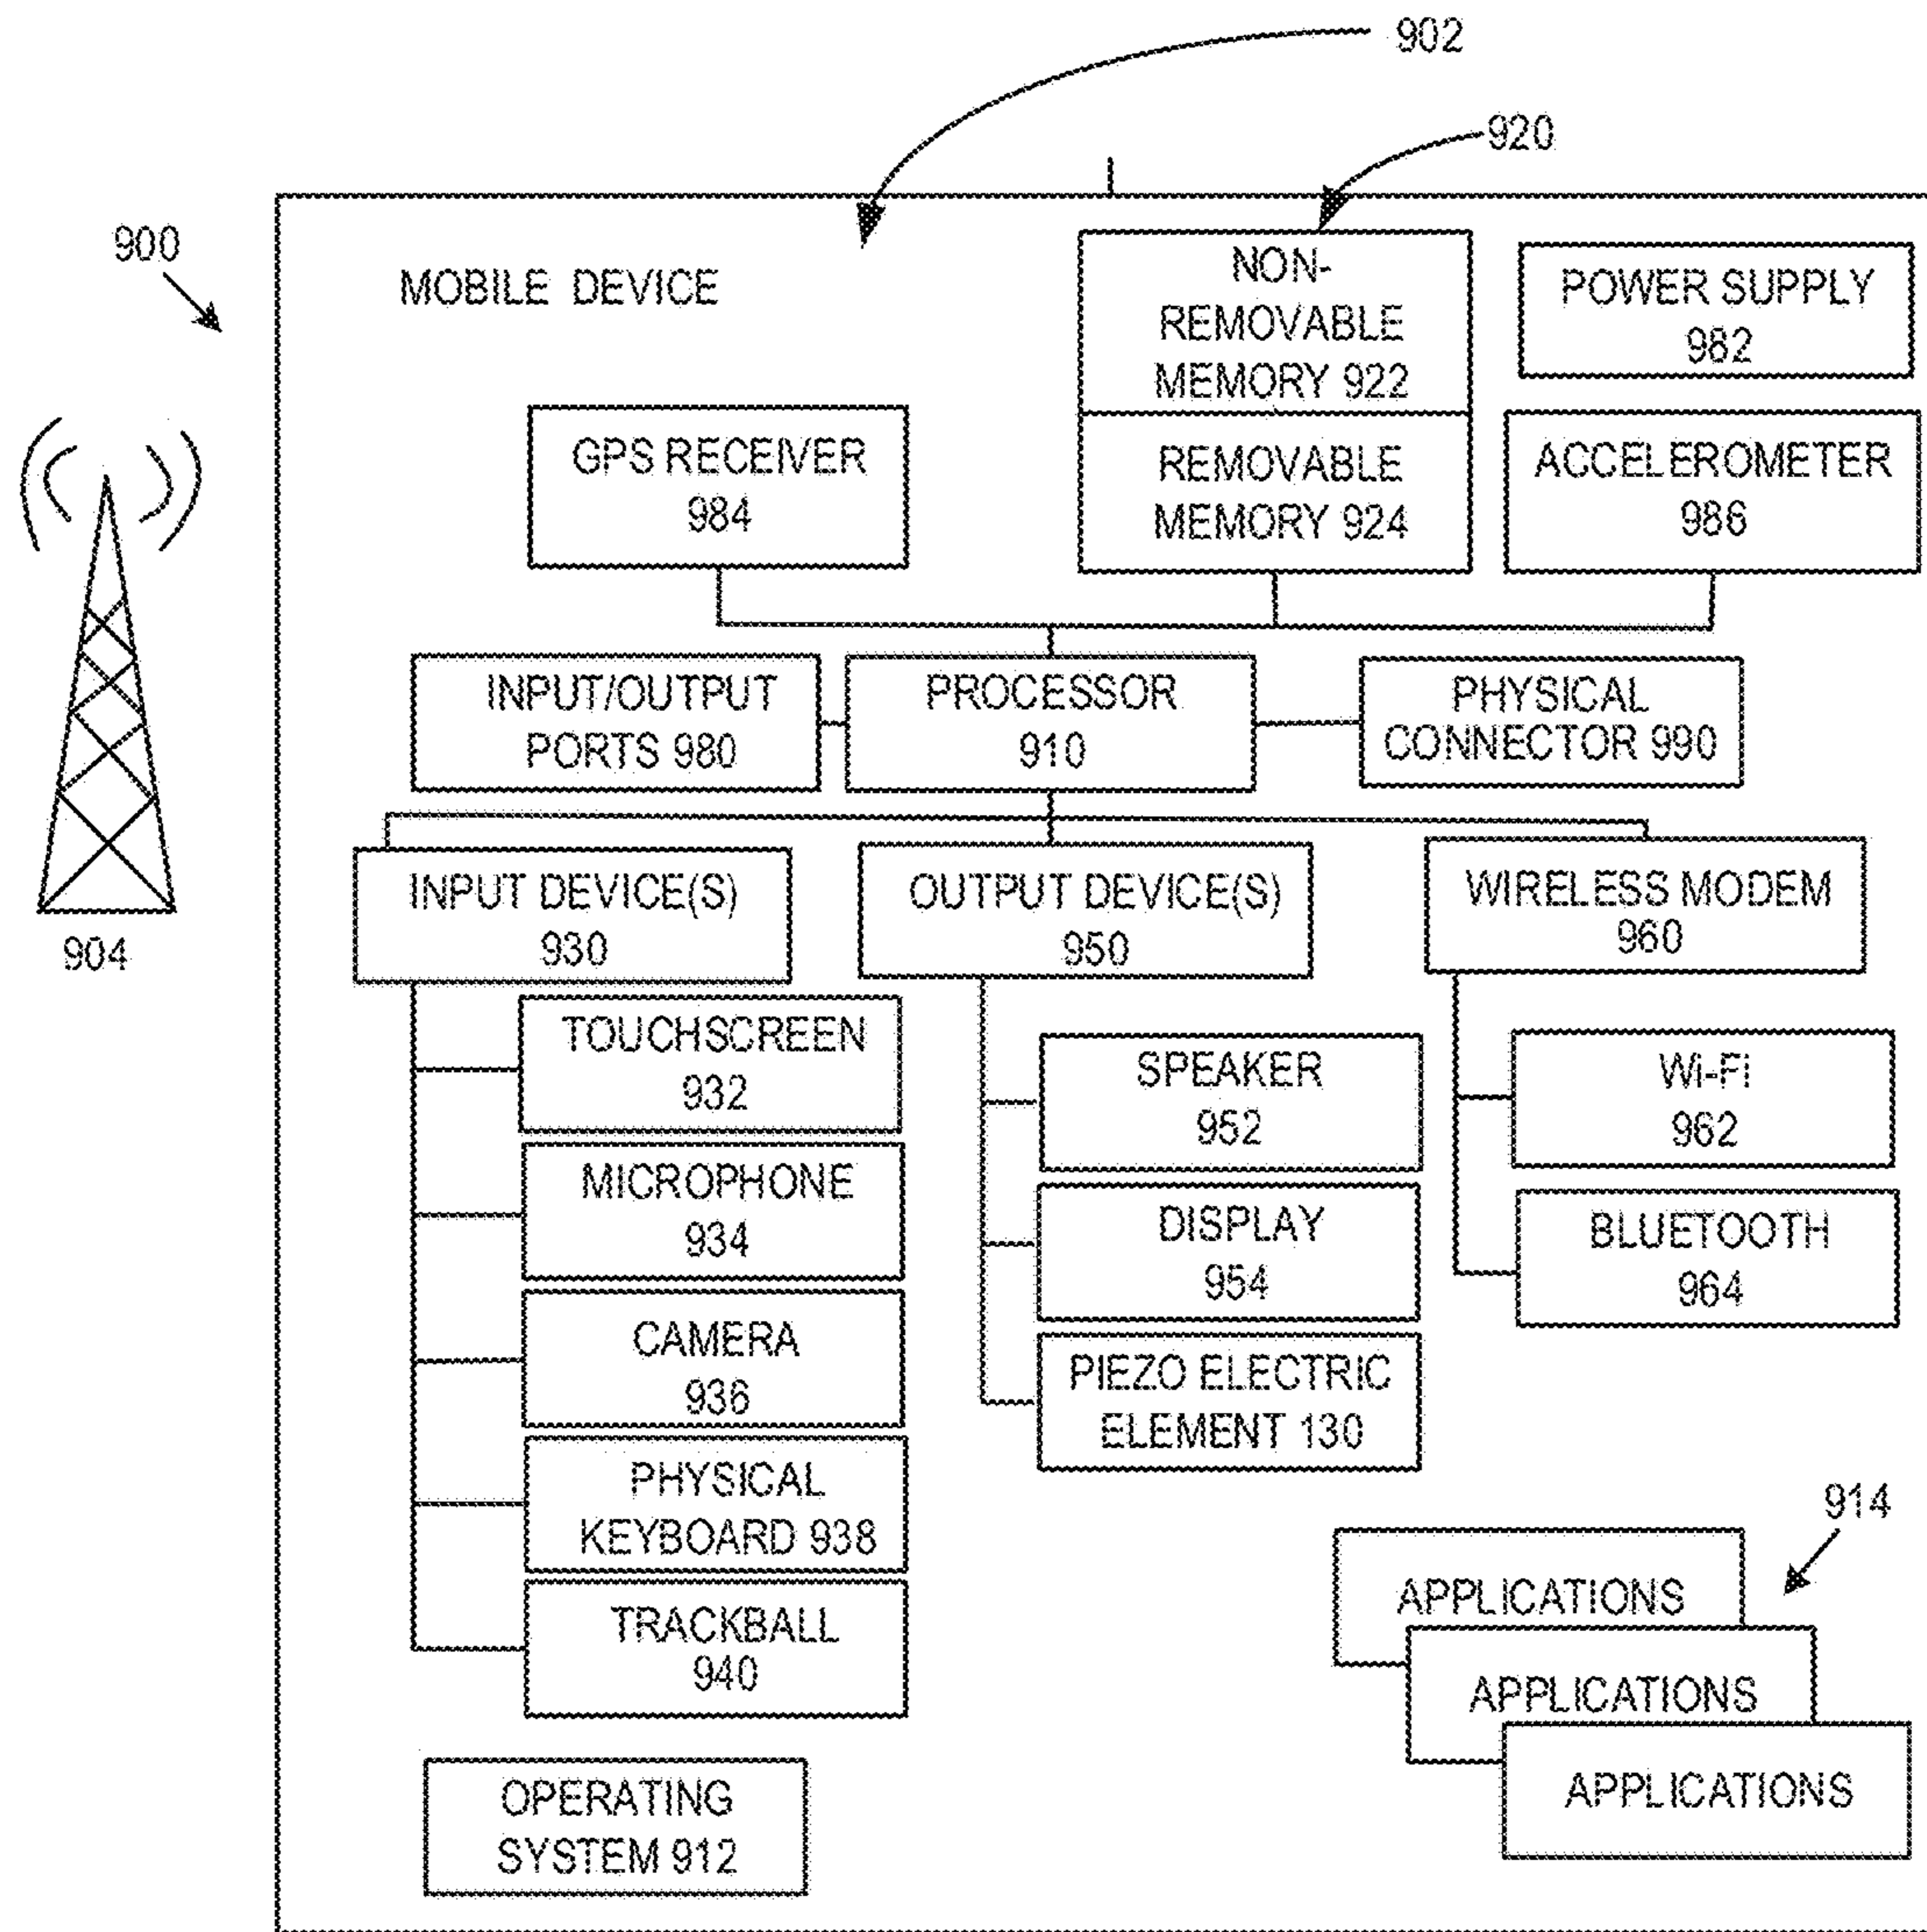 902
920
900
MOBILE DEVICE
NON-
REMOVABLE
MEMORY 922
POWER SUPPLY
982
GPS RECEIVER
984
REMOVABLE
MEMORY 924
ACCELEROMETER
986
INPUT/OUTPUT
PORTS 980
PROCESSOR
910
PHYSICAL
CONNECTOR 990
904
INPUT DEVICE(S)
930
OUTPUT DEVICE(S)
950
WIRELESS MODEM
960
TOUCHSCREEN
932
SPEAKER
952
Wi-Fi
962
MICROPHONE
934
DISPLAY
954
BLUETOOTH
964
CAMERA
936
PIEZO ELECTRIC
ELEMENT 130
PHYSICAL
KEYBOARD 938
914
TRACKBALL
940
APPLICATIONS
APPLICATIONS
APPLICATIONS
OPERATING
SYSTEM 912